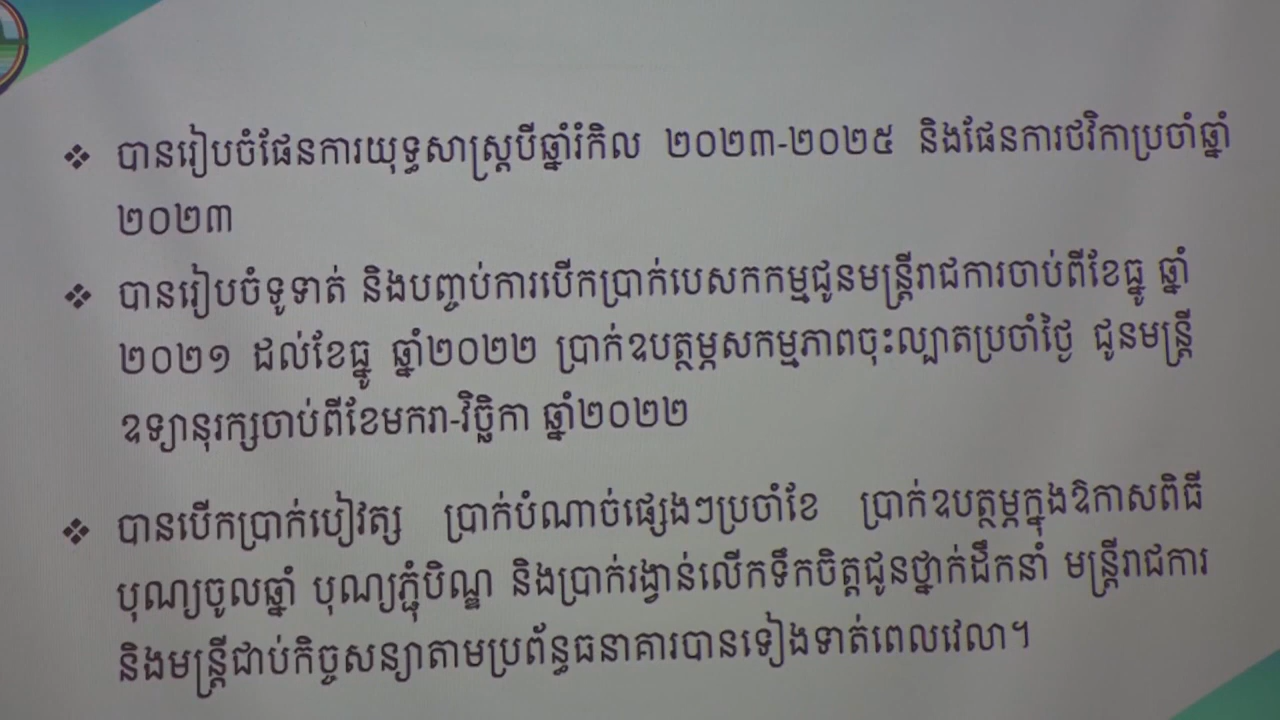 ❖ បានរៀបចំផែនការយុទ្ធសាស្ត្របីឆ្នាំរំកិល ២០២៣-២០២៥ និងផែនការថវិកាប្រចាំឆ្នាំ
២០២៣
❖ បានរៀបចំទូទាត់ និងបញ្ចប់ការបើកប្រាក់បេសកកម្មជូនមន្ត្រីរាជការចាប់ពីខែធ្នូ ឆ្នាំ
២០២១ ដល់ខែធ្នូ ឆ្នាំ២០២២ ប្រាក់ឧបត្ថម្ភសកម្មភាពចុះល្បាតប្រចាំថ្ងៃ ជូនមន្ត្រី
ឧទ្យានុរក្សចាប់ពីខែមករា-វិច្ឆិកា ឆ្នាំ២០២២
❖ បានបើកប្រាក់បៀវត្ស ប្រាក់បំណាច់ផ្សេងៗប្រចាំខែ ប្រាក់ឧបត្ថម្ភក្នុងឱកាសពិធី
បុណ្យចូលឆ្នាំ បុណ្យភ្ជុំបិណ្ឌ និងប្រាក់រង្វាន់លើកទឹកចិត្តជូនថ្នាក់ដឹកនាំ មន្ត្រីរាជការ
និងមន្ត្រីជាប់កិច្ចសន្យាតាមប្រព័ន្ធធនាគារបានទៀងទាត់ពេលវេលា។